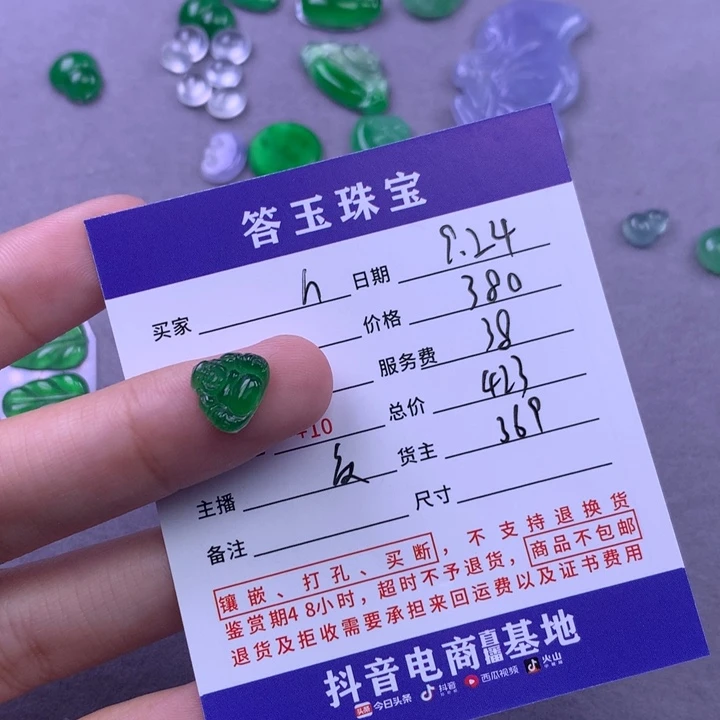 答玉珠宝
买家 h 日期 9.24
价格 380
服务费 38
+10 总价 423
主播 货主 369
备注 尺寸
镶嵌、打孔、买断，不支持退换货
鉴赏期48小时，超时不予退货，商品不包邮
退货及拒收需要承担来回运费以及证书费用
抖音电商直播基地
头条 今日头条 抖音 西瓜视频 火山